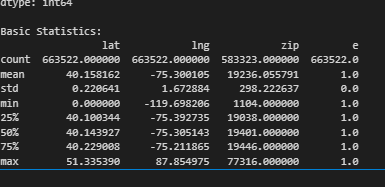 dtype: int64
Basic Statistics:
lat lng zip e
count 663522.000000 663522.000000 583323.000000 663522.0
mean 40.158162 -75.300105 19236.055791 1.0
std 0.220641 1.672884 298.222637 0.0
min 0.000000 -119.698206 1104.000000 1.0
25% 40.100344 -75.392735 19038.000000 1.0
50% 40.143927 -75.305143 19401.000000 1.0
75% 40.229008 -75.211865 19446.000000 1.0
max 51.335390 87.854975 77316.000000 1.0